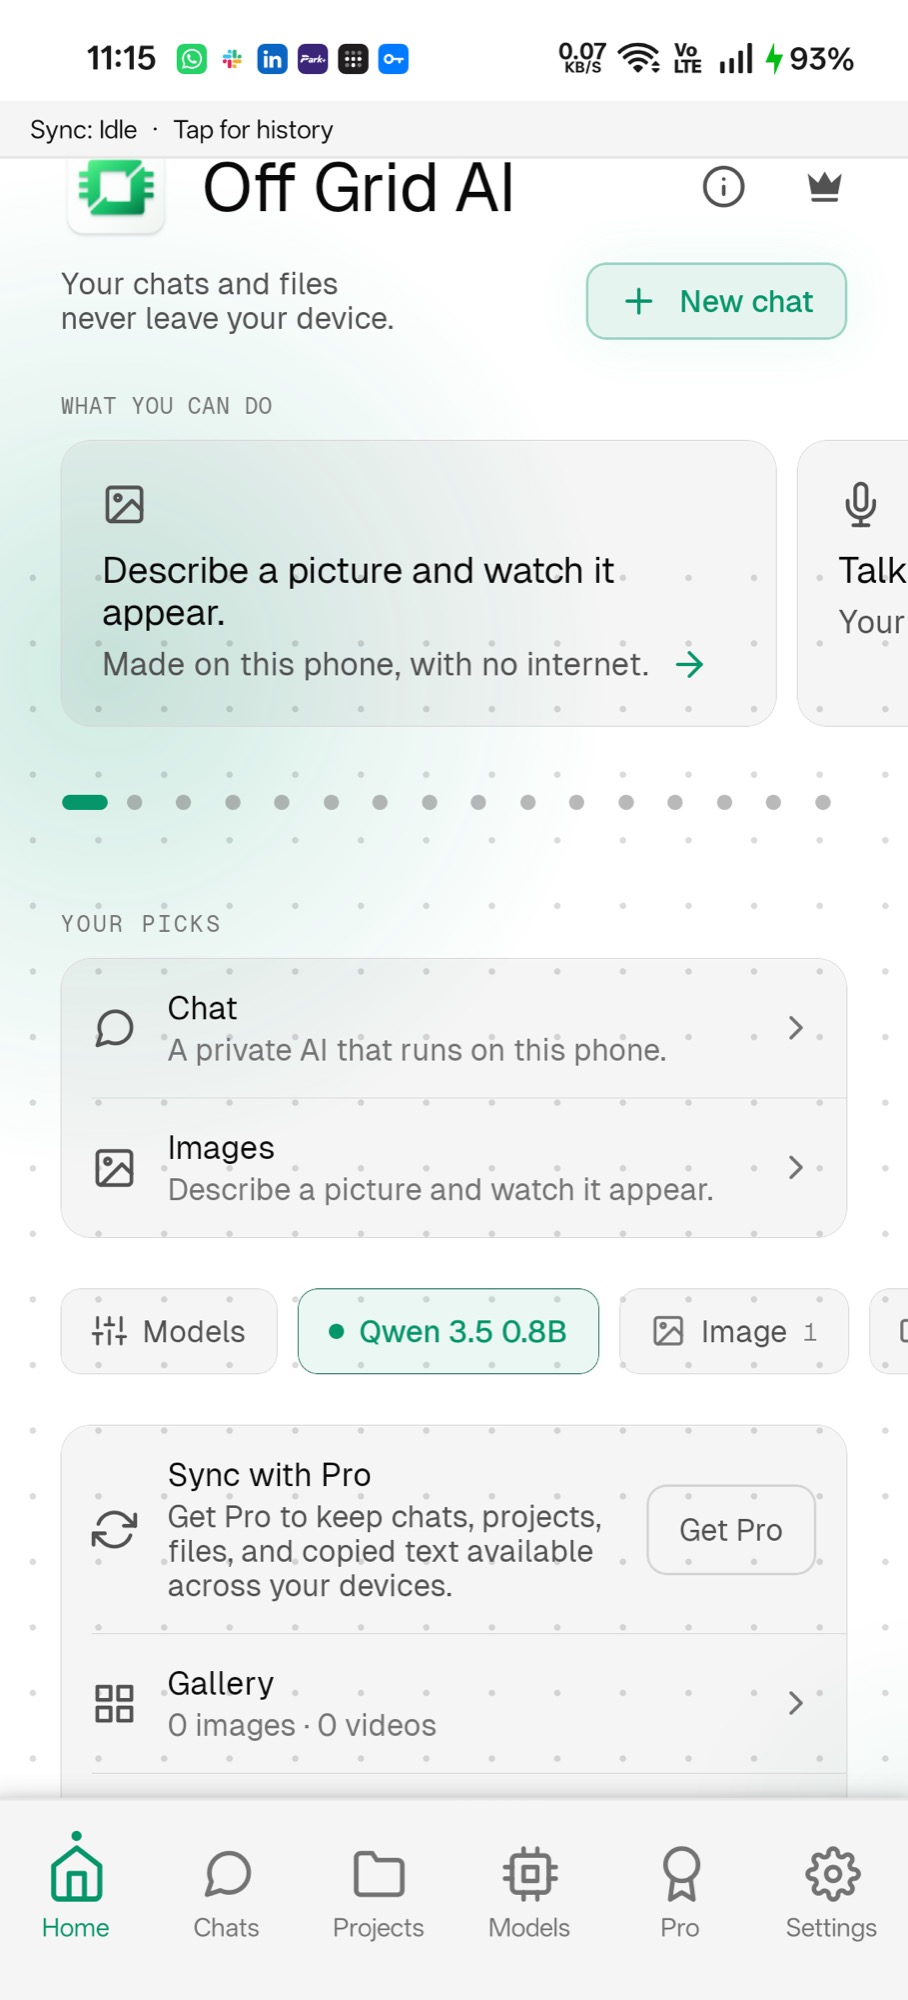 11:15
Park+
0.07
KB/S
Vo
LTE
93%
Sync: Idle · Tap for history
Off Grid AI
Your chats and files
never leave your device.
New chat
WHAT YOU CAN DO
Describe a picture and watch it
appear.
Made on this phone, with no internet.
Talk
Your
YOUR PICKS
Chat
A private AI that runs on this phone.
Images
Describe a picture and watch it appear.
Models
Qwen 3.5 0.8B
Image 1
Sync with Pro
Get Pro to keep chats, projects,
files, and copied text available
across your devices.
Get Pro
Gallery
0 images · 0 videos
Home
Chats
Projects
Models
Pro
Settings